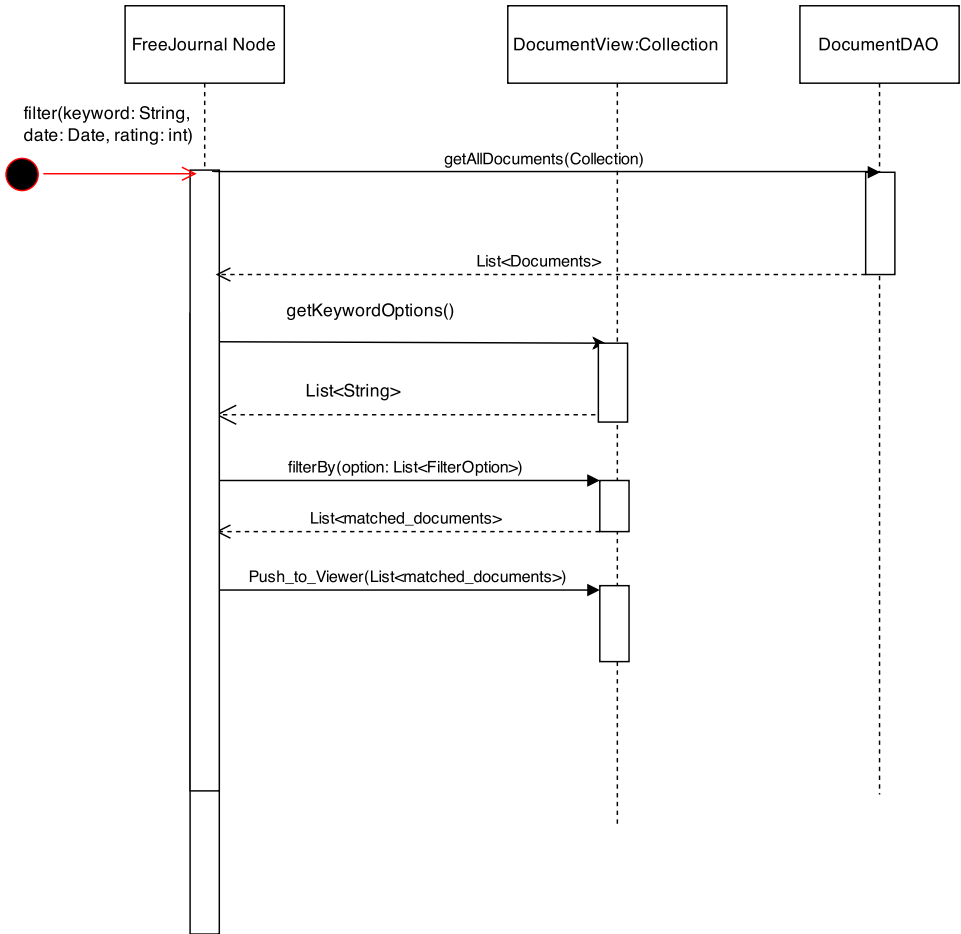 FreeJournal Node
DocumentView:Collection
DocumentDAO
filter(keyword: String,
date: Date, rating: int)
getAllDocuments(Collection)
List<Documents>
getKeywordOptions()
List<String>
filterBy(option: List<FilterOption>)
List<matched_documents>
Push_to_Viewer(List<matched_documents>)